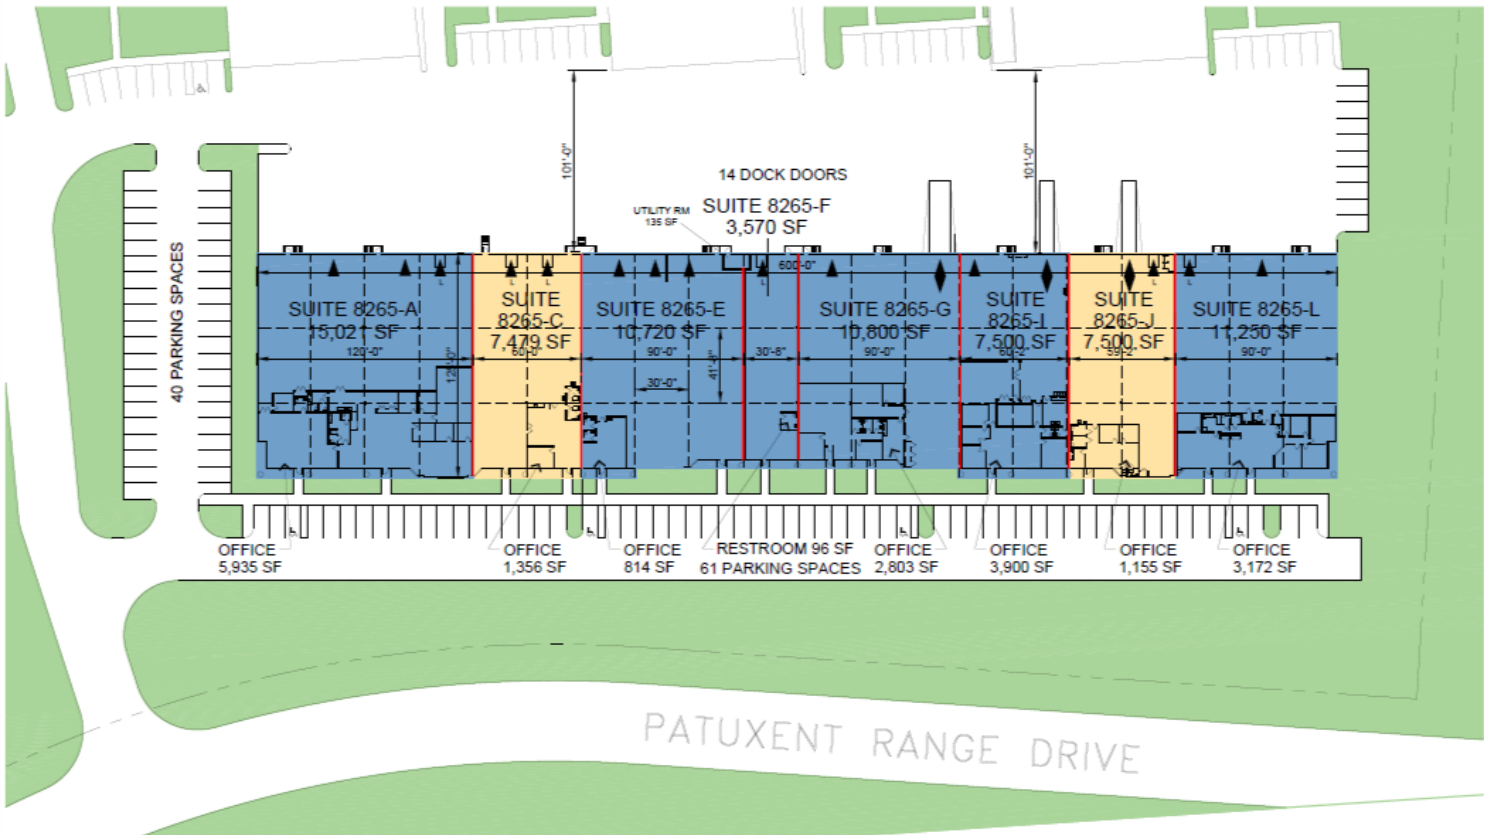 101'-0"
101'-0"
14 DOCK DOORS
UTILITY RM
135 SF
SUITE 8265-F
3,570 SF
600'-0"
40 PARKING SPACES
SUITE 8265-A
15,021 SF
120'-0"
SUITE
8265-C
7,479 SF
60'-0"
SUITE 8265-E
10,720 SF
90'-0"
30'-0"
30'-8"
SUITE 8265-G
10,800 SF
90'-0"
SUITE
8265-I
7,500 SF
60'-2"
SUITE
8265-J
7,500 SF
59'-2"
SUITE 8265-L
11,250 SF
90'-0"
L
L
L
L
L
L
OFFICE
5,935 SF
OFFICE
1,356 SF
OFFICE
814 SF
RESTROOM 96 SF
61 PARKING SPACES
OFFICE
2,803 SF
OFFICE
3,900 SF
OFFICE
1,155 SF
OFFICE
3,172 SF
PATUXENT RANGE DRIVE